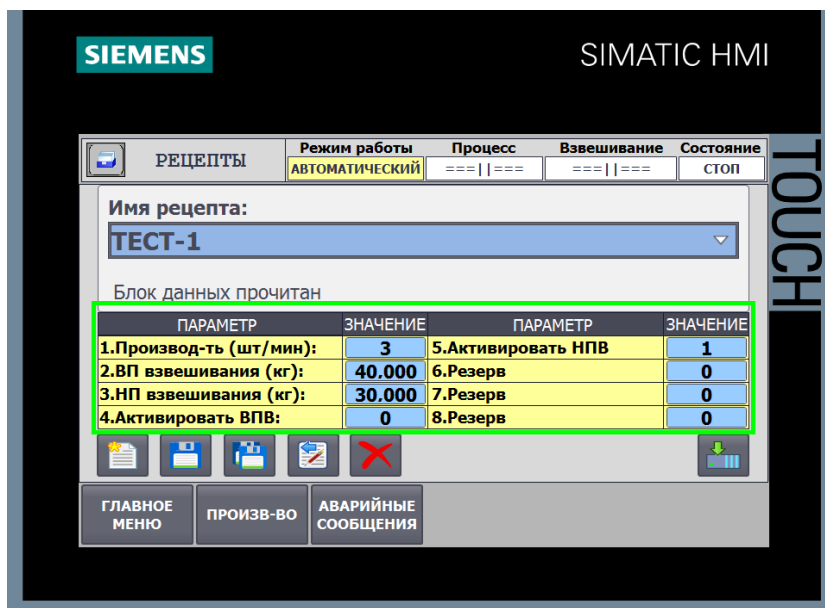 SIEMENS
SIMATIC HMI
TOUCH
РЕЦЕПТЫ
Режим работы Процесс Взвешивание Состояние
АВТОМАТИЧЕСКИЙ ===||=== ===||=== СТОП
Имя рецепта:
ТЕСТ-1
Блок данных прочитан
ПАРАМЕТР ЗНАЧЕНИЕ ПАРАМЕТР ЗНАЧЕНИЕ
1.Производ-ть (шт/мин): 3 5.Активировать НПВ 1
2.ВП взвешивания (кг): 40,000 6.Резерв 0
3.НП взвешивания (кг): 30,000 7.Резерв 0
4.Активировать ВПВ: 0 8.Резерв 0
ГЛАВНОЕ МЕНЮ
ПРОИЗВ-ВО
АВАРИЙНЫЕ СООБЩЕНИЯ